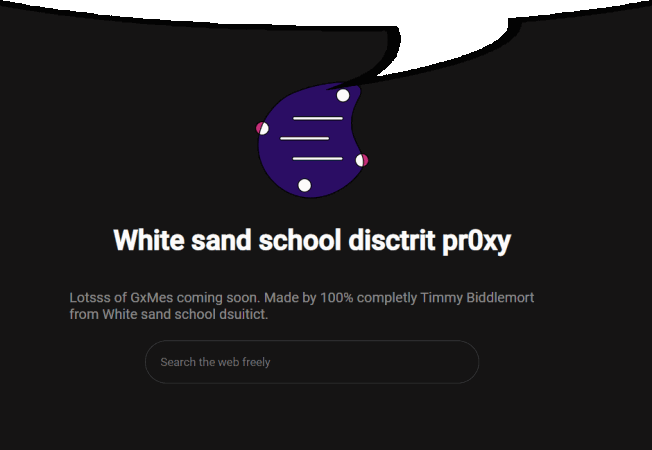 White sand school disctrit pr0xy
Lotsss of GxMes coming soon. Made by 100% completly Timmy Biddlemort
from White sand school dsuitict.
Search the web freely